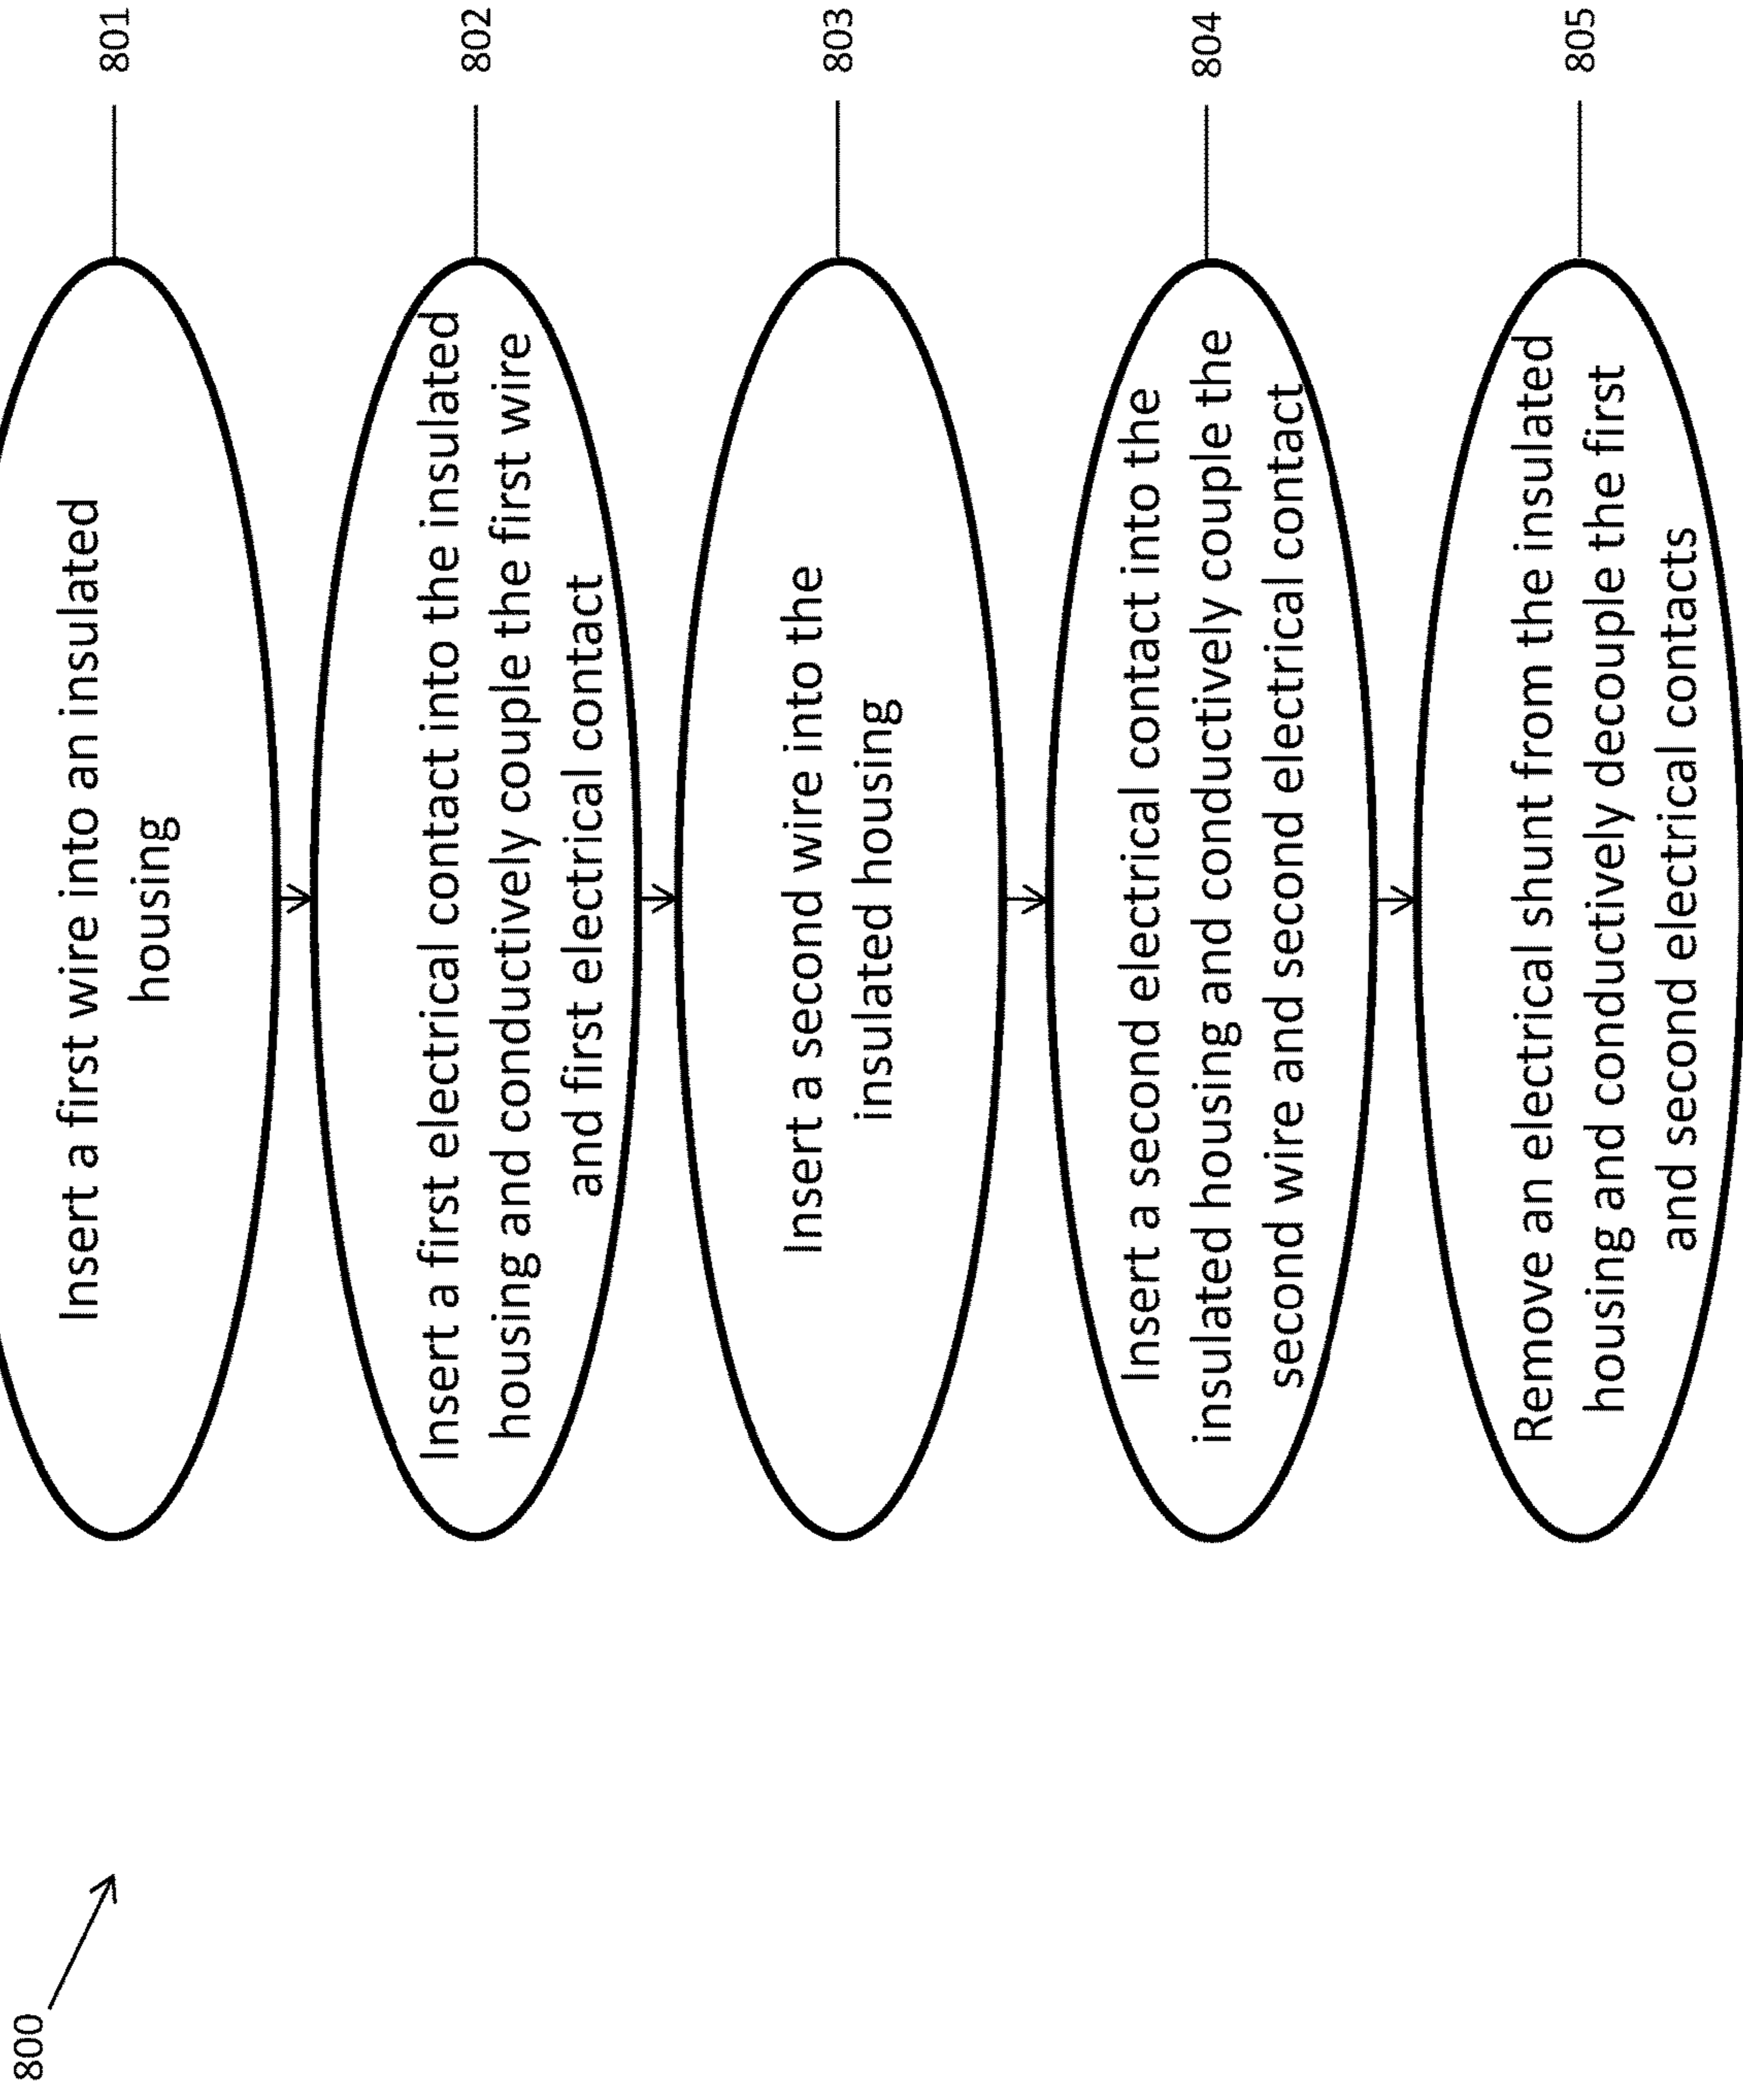 800
Insert a first wire into an insulated
housing
801
Insert a first electrical contact into the insulated
housing and conductively couple the first wire
and first electrical contact
802
Insert a second wire into the
insulated housing
803
Insert a second electrical contact into the
insulated housing and conductively couple the
second wire and second electrical contact
804
Remove an electrical shunt from the insulated
housing and conductively decouple the first
and second electrical contacts
805